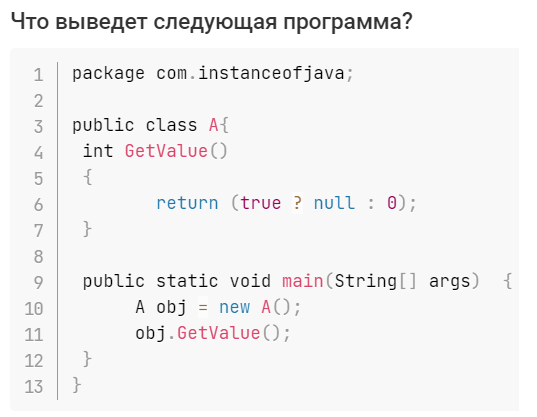 Что выведет следующая программа?
1 package com.instanceofjava;
2
3 public class A{
4 int GetValue()
5 {
6 return (true ? null : 0);
7 }
8
9 public static void main(String[] args) {
10 A obj = new A();
11 obj.GetValue();
12 }
13 }